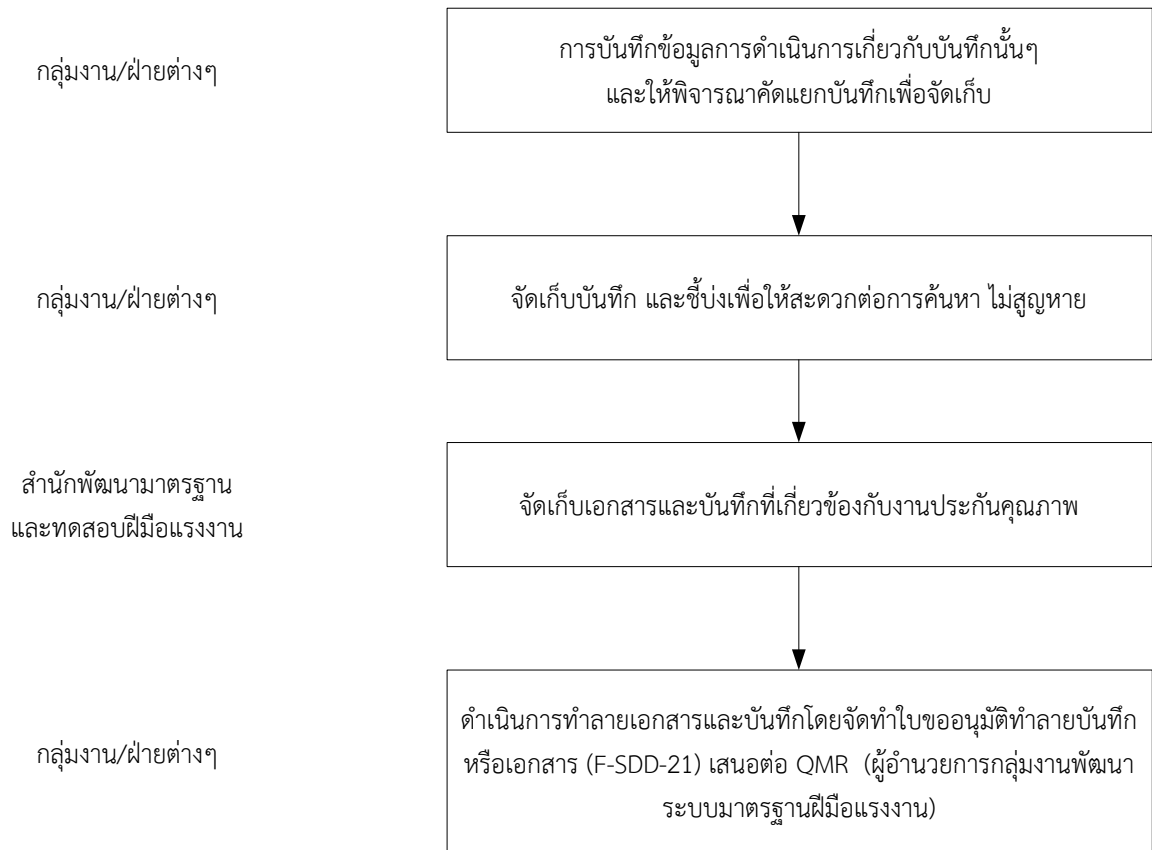 กลุ่มงาน/ฝ่ายต่างๆ
การบันทึกข้อมูลการดำเนินการเกี่ยวกับบันทึกนั้นๆ
และให้พิจารณาคัดแยกบันทึกเพื่อจัดเก็บ
กลุ่มงาน/ฝ่ายต่างๆ
จัดเก็บบันทึก และชี้บ่งเพื่อให้สะดวกต่อการค้นหา ไม่สูญหาย
สำนักพัฒนามาตรฐาน
และทดสอบฝีมือแรงงาน
จัดเก็บเอกสารและบันทึกที่เกี่ยวข้องกับงานประกันคุณภาพ
กลุ่มงาน/ฝ่ายต่างๆ
ดำเนินการทำลายเอกสารและบันทึกโดยจัดทำใบขออนุมัติทำลายบันทึก
หรือเอกสาร (F-SDD-21) เสนอต่อ QMR (ผู้อำนวยการกลุ่มงานพัฒนา
ระบบมาตรฐานฝีมือแรงงาน)